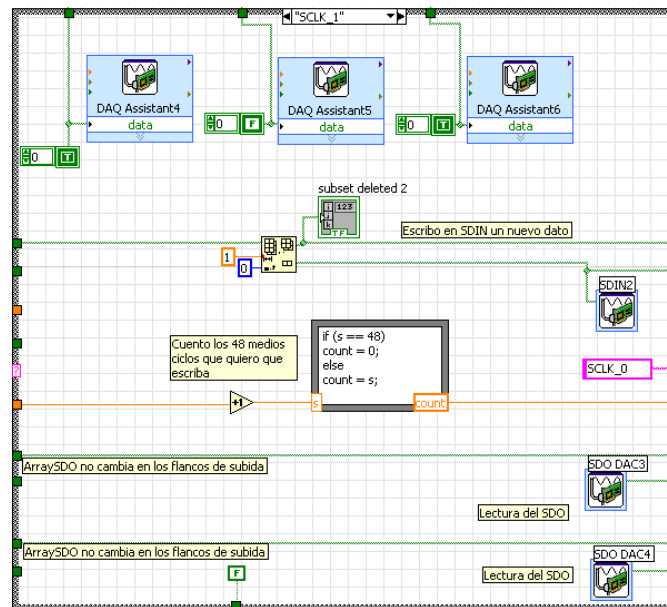 "SCLK_1"
DAQ Assistant4
data
DAQ Assistant5
data
DAQ Assistant6
data
0
T
0
F
0
T
subset deleted 2
123
TF
Escribo en SDIN un nuevo dato
1
0
SDIN2
Cuento los 48 medios
ciclos que quiero que
escriba
if (s == 48)
count = 0;
else
count = s;
s
count
+1
SCLK_0
?
ArraySDO no cambia en los flancos de subida
SDO DAC3
Lectura del SDO
ArraySDO no cambia en los flancos de subida
SDO DAC4
F
Lectura del SDO